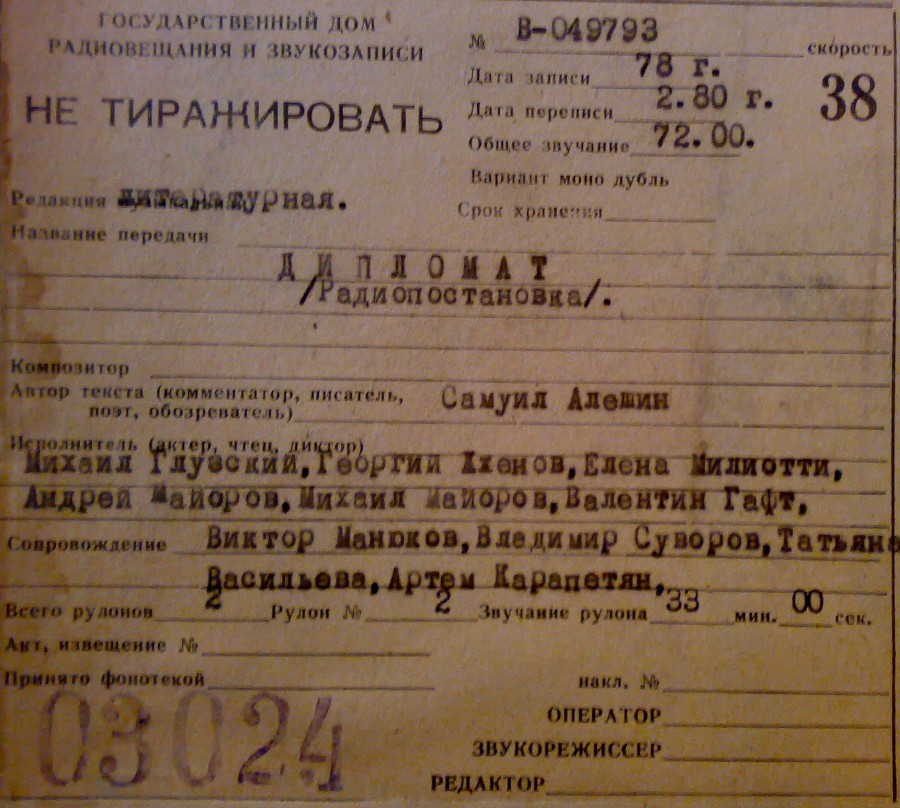 ГОСУДАРСТВЕННЫЙ ДОМ
РАДИОВЕЩАНИЯ И ЗВУКОЗАПИСИ
НЕ ТИРАЖИРОВАТЬ
№ В-049793
скорость
38
Дата записи 78 г.
Дата переписи 2.80 г.
Общее звучание 72.00.
Вариант моно дубль
Срок хранения
Редакция литературная.
Название передачи
ДИПЛОМАТ
/Радиопостановка/.
Композитор
Автор текста (комментатор, писатель,
поэт, обозреватель) Самуил Алешин
Исполнитель (актер, чтец, диктор)
Михаил Глузский, Георгий Жженов, Елена Милиотти,
Андрей Майоров, Михаил Майоров, Валентин Гафт,
Сопровождение Виктор Манюков, Владимир Суворов, Татьяна
Васильева, Артем Карапетян,
Всего рулонов 2 Рулон № 2 Звучание рулона 33 мин. 00 сек.
Акт, извещение №
Принято фонотекой
накл. №
ОПЕРАТОР
ЗВУКОРЕЖИССЕР
РЕДАКТОР
03024